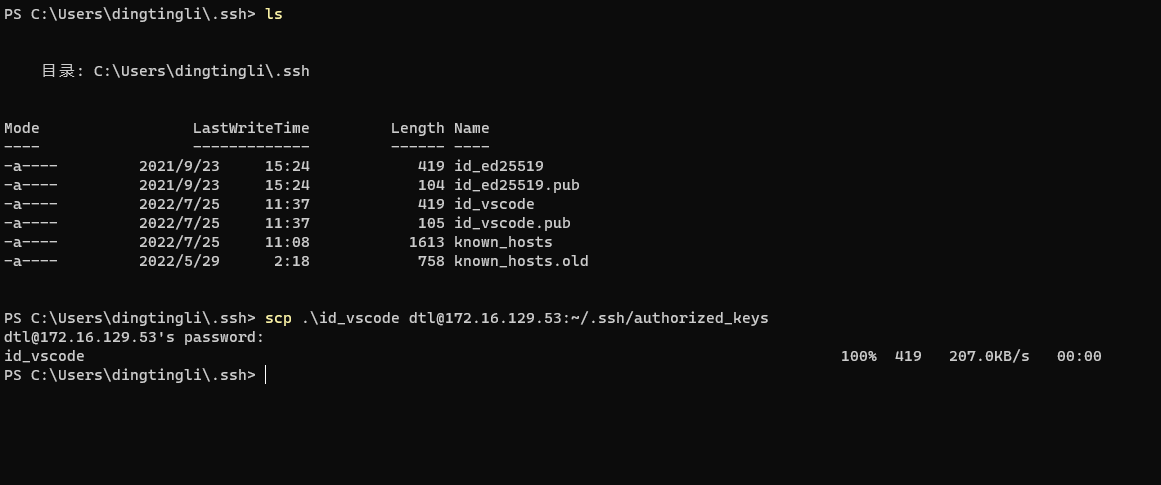 PS C:\Users\dingtingli\.ssh> ls
目录: C:\Users\dingtingli\.ssh
Mode                 LastWriteTime         Length Name
----                 -------------         ------ ----
-a----         2021/9/23     15:24            419 id_ed25519
-a----         2021/9/23     15:24            104 id_ed25519.pub
-a----         2022/7/25     11:37            419 id_vscode
-a----         2022/7/25     11:37            105 id_vscode.pub
-a----         2022/7/25     11:08           1613 known_hosts
-a----         2022/5/29      2:18            758 known_hosts.old
PS C:\Users\dingtingli\.ssh> scp .\id_vscode dtl@172.16.129.53:~/.ssh/authorized_keys
dtl@172.16.129.53's password:
id_vscode 100% 419 207.0KB/s 00:00
PS C:\Users\dingtingli\.ssh>